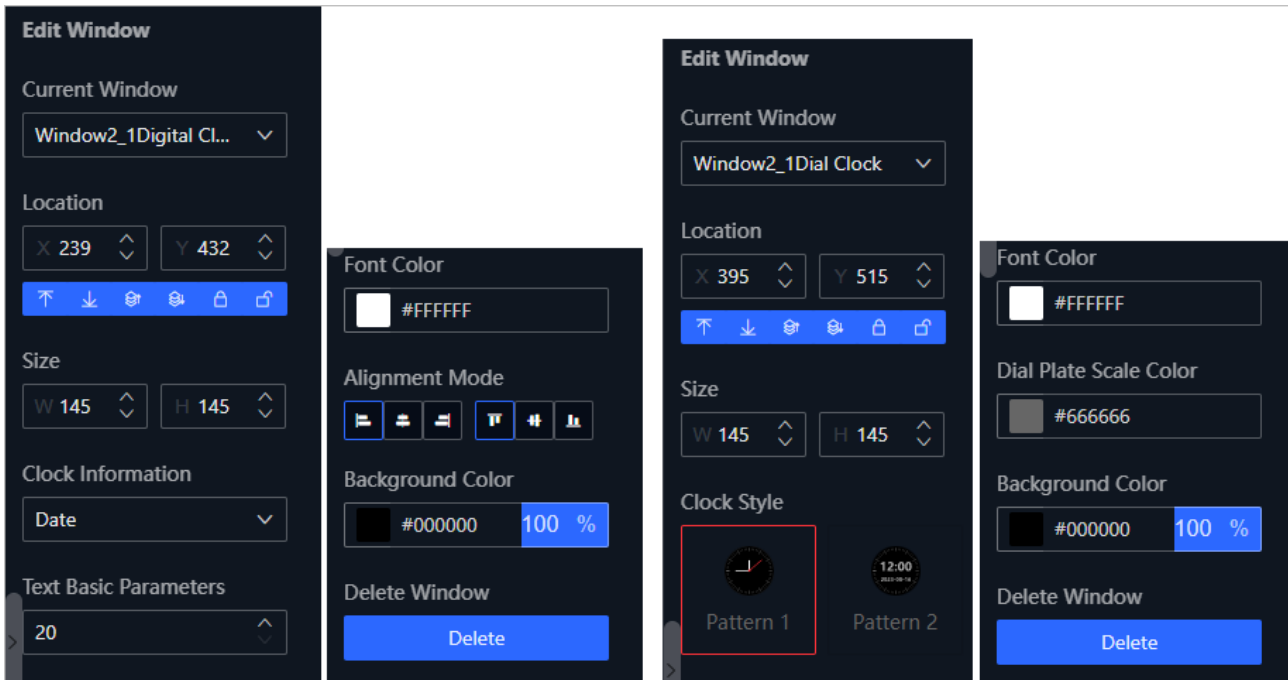 Edit Window
Current Window
Window2_1Digital Cl...
Location
X 239 Y 432
Size
W 145 H 145
Clock Information
Date
Text Basic Parameters
20
Font Color
#FFFFFF
Alignment Mode
Background Color
#000000 100 %
Delete Window
Delete
Edit Window
Current Window
Window2_1Dial Clock
Location
X 395 Y 515
Size
W 145 H 145
Clock Style
12:00
2023-08-16
Pattern 1 Pattern 2
Font Color
#FFFFFF
Dial Plate Scale Color
#666666
Background Color
#000000 100 %
Delete Window
Delete